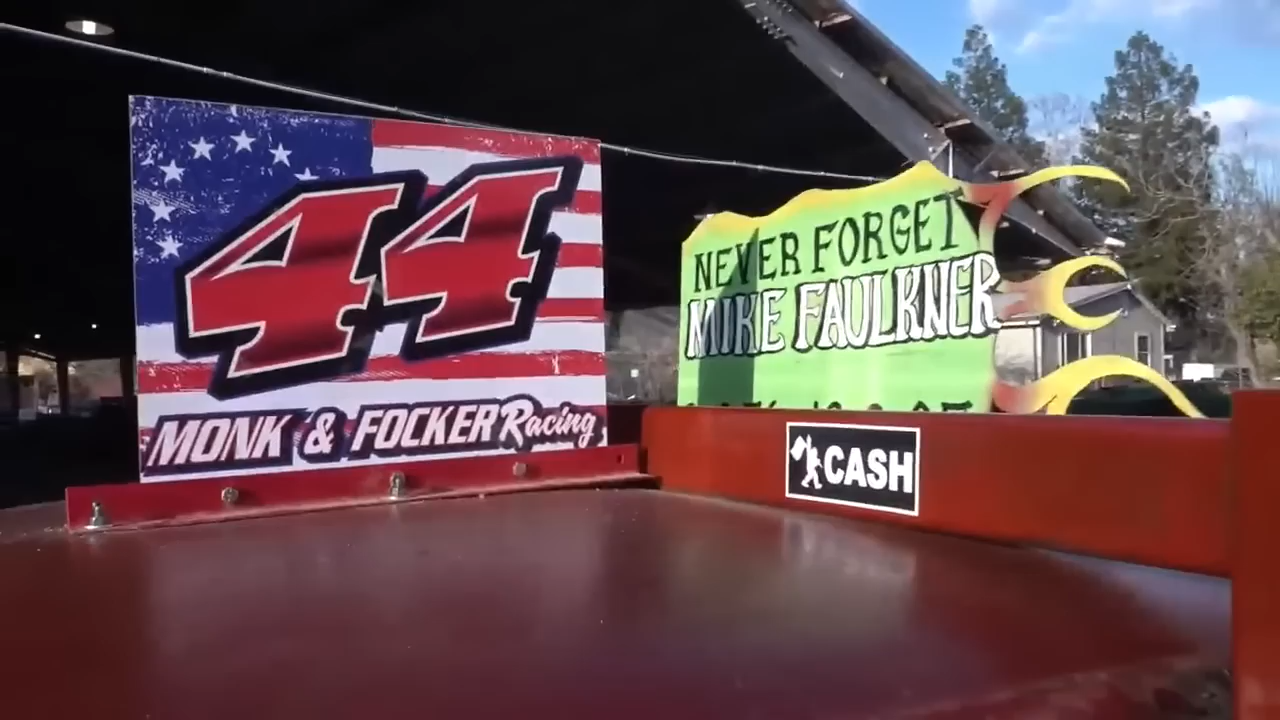 44
MONK & FOCKER Racing
NEVER FORGET
MIKE FAULKNER
CASH